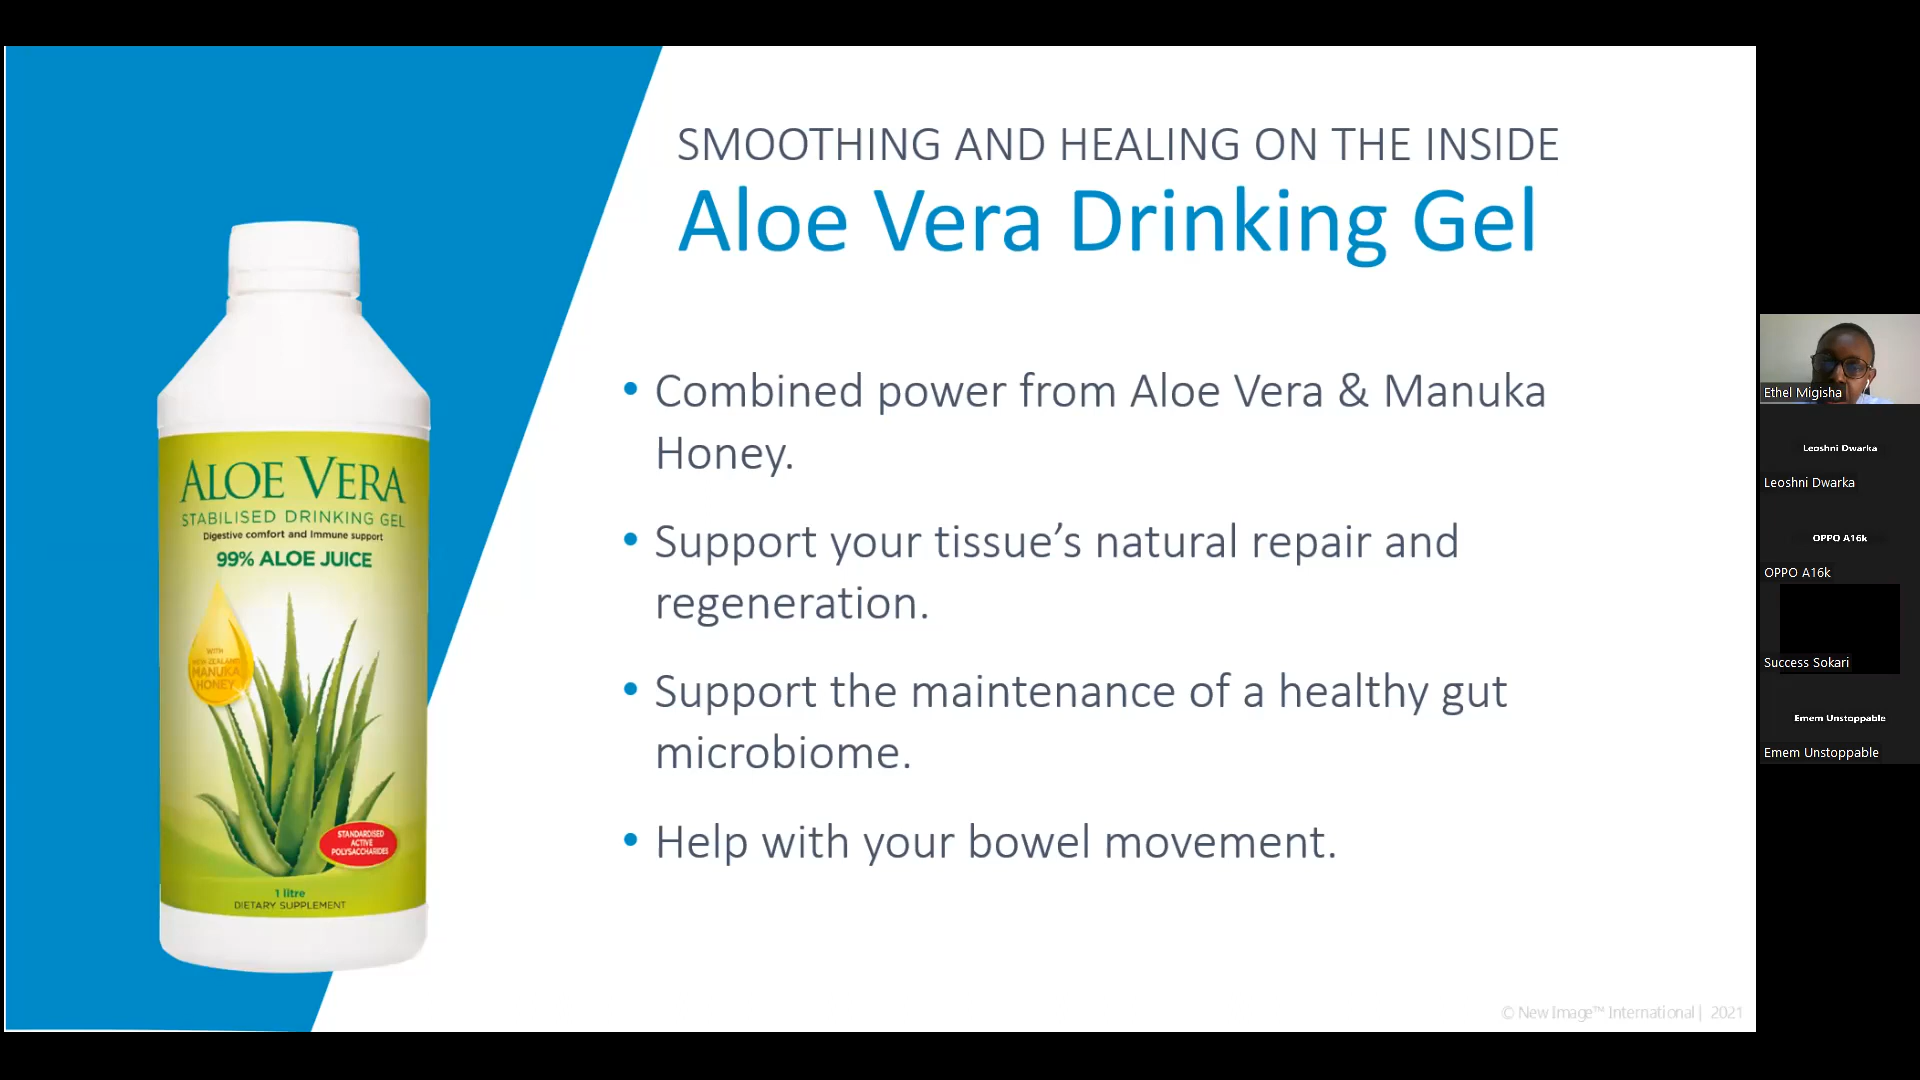 SMOOTHING AND HEALING ON THE INSIDE
Aloe Vera Drinking Gel
• Combined power from Aloe Vera & Manuka
Honey.
• Support your tissue’s natural repair and
regeneration.
• Support the maintenance of a healthy gut
microbiome.
• Help with your bowel movement.
ALOE VERA
STABILISED DRINKING GEL
Digestive comfort and Immune support
99% ALOE JUICE
WITH
NEW ZEALAND
MANUKA
HONEY
STANDARDISED
ACTIVE
POLYSACCHARIDES
1 litre
DIETARY SUPPLEMENT
© New Image™ International | 2021
Ethel Migisha
Leoshni Dwarka
Leoshni Dwarka
OPPO A16k
OPPO A16k
Success Sokari
Emem Unstoppable
Emem Unstoppable